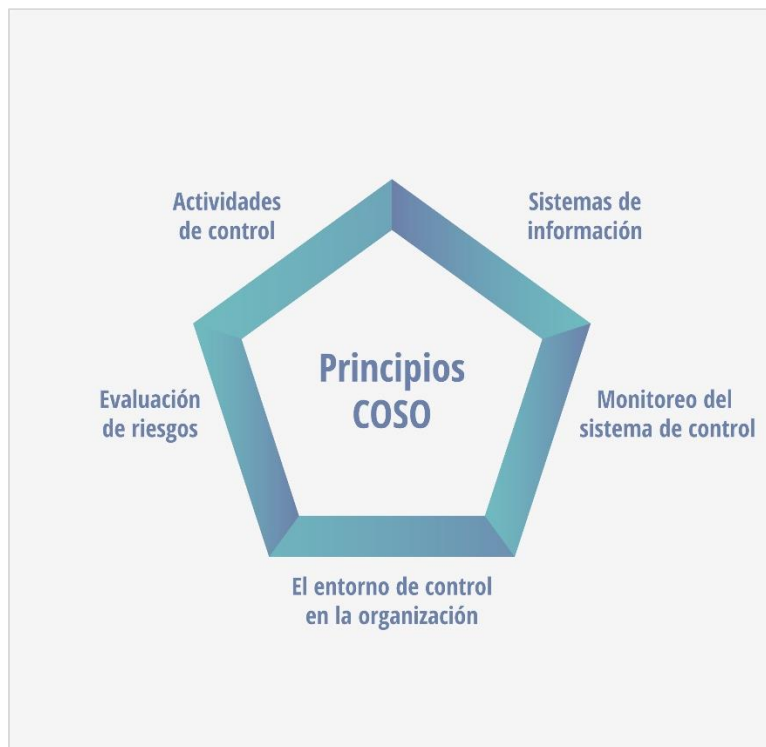 Actividades
de control
Sistemas de
información
Principios
COSO
Evaluación
de riesgos
Monitoreo del
sistema de control
El entorno de control
en la organización